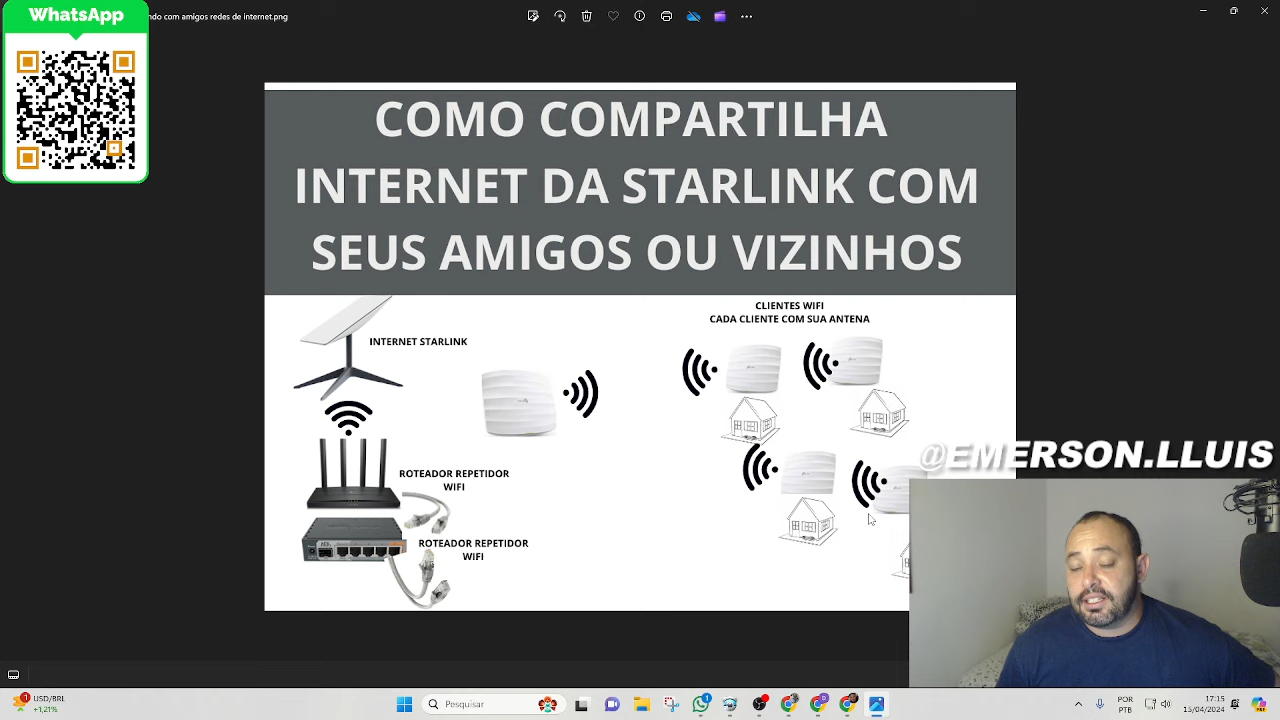 WhatsApp
ndo com amigos redes de internet.png
COMO COMPARTILHA
INTERNET DA STARLINK COM
SEUS AMIGOS OU VIZINHOS
INTERNET STARLINK
CLIENTES WIFI
CADA CLIENTE COM SUA ANTENA
ROTEADOR REPETIDOR
WIFI
ROTEADOR REPETIDOR
WIFI
@EMERSON.LLUIS
USD/BRL
+1,21%
Pesquisar
POR
PTB
17:15
15/04/2024